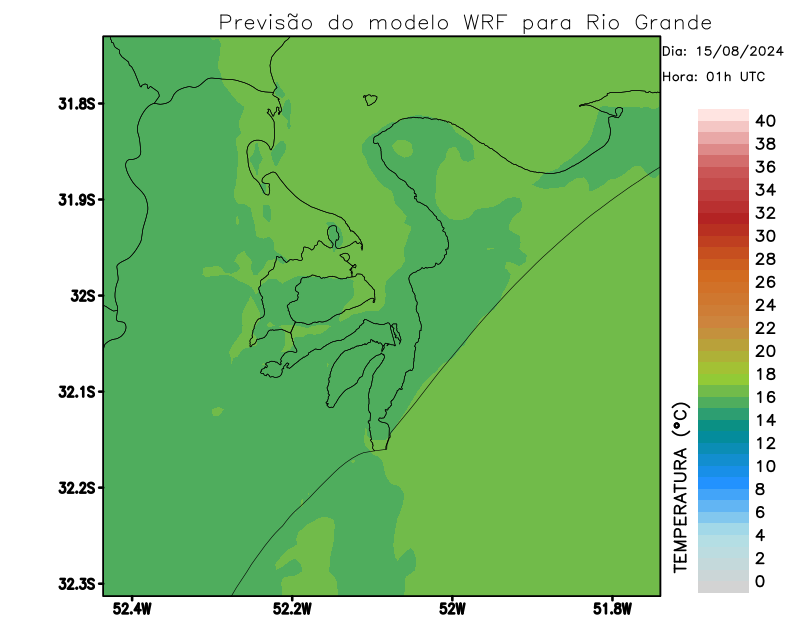 Previsão do modelo WRF para Rio Grande
Dia: 15/08/2024
Hora: 01h UTC
31.8S
31.9S
32S
32.1S
32.2S
32.3S
52.4W
52.2W
52W
51.8W
TEMPERATURA (°C)
40
38
36
34
32
30
28
26
24
22
20
18
16
14
12
10
8
6
4
2
0